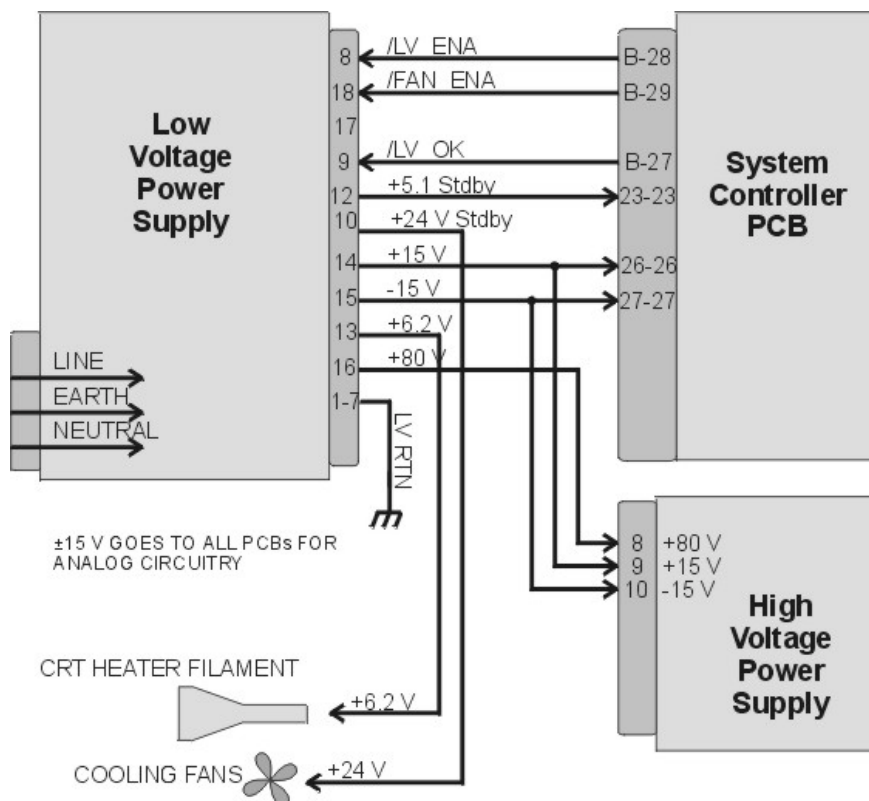 Low
Voltage
Power
Supply
8
/LV ENA
B-28
18
/FAN ENA
B-29
17
9
/LV OK
B-27
12
+5.1 Stdby
23-23
10
+24 V Stdby
14
+15 V
26-26
15
-15 V
27-27
13
+6.2 V
16
+80 V
1-7
LV RTN
System
Controller
PCB
LINE
EARTH
NEUTRAL
±15 V GOES TO ALL PCBs FOR
ANALOG CIRCUITRY
8 +80 V
9 +15 V
10 -15 V
High
Voltage
Power
Supply
CRT HEATER FILAMENT
+6.2 V
COOLING FANS
+24 V